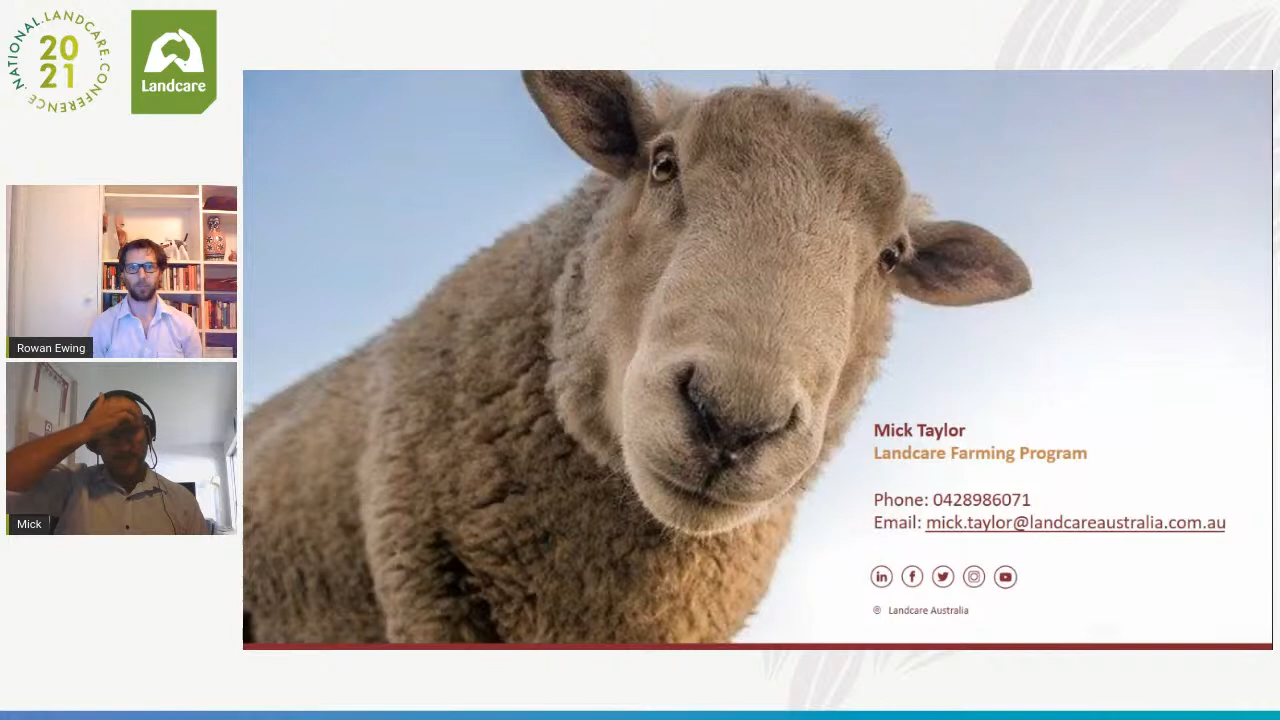 NATIONAL.LANDCARE.CONFERENCE.
20
21
Landcare
Rowan Ewing
Mick
Mick Taylor
Landcare Farming Program
Phone: 0428986071
Email: mick.taylor@landcareaustralia.com.au
in f
© Landcare Australia